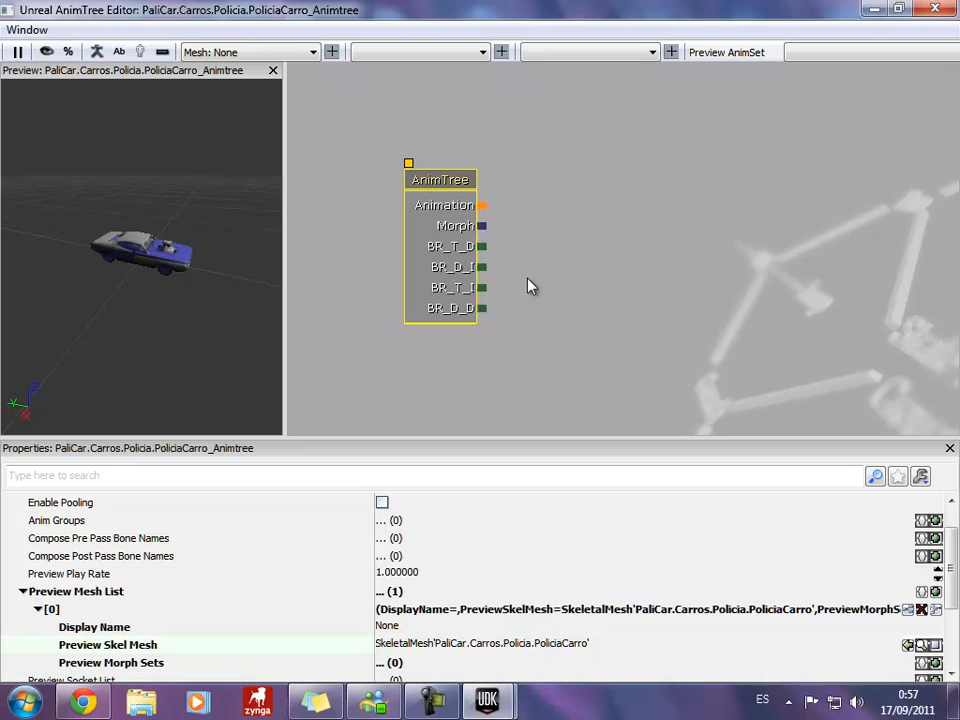 Unreal AnimTree Editor: PaliCar.Carros.Policia.PoliciaCarro_Animtree
Window
Ab
Mesh: None
Preview AnimSet
Preview: PaliCar.Carros.Policia.PoliciaCarro_Animtree
AnimTree
Animation
Morph
BR_T_D
BR_D_I
BR_T_I
BR_D_D
Properties: PaliCar.Carros.Policia.PoliciaCarro_Animtree
Type here to search
Enable Pooling
Anim Groups ... (0)
Compose Pre Pass Bone Names ... (0)
Compose Post Pass Bone Names ... (0)
Preview Play Rate 1.000000
Preview Mesh List ... (1)
[0] (DisplayName=,PreviewSkelMesh=SkeletalMesh'PaliCar.Carros.Policia.PoliciaCarro',PreviewMorphS
Display Name None
Preview Skel Mesh SkeletalMesh'PaliCar.Carros.Policia.PoliciaCarro'
Preview Morph Sets ... (0)
Preview Socket List
zynga
UDK
ES
0:57
17/09/2011